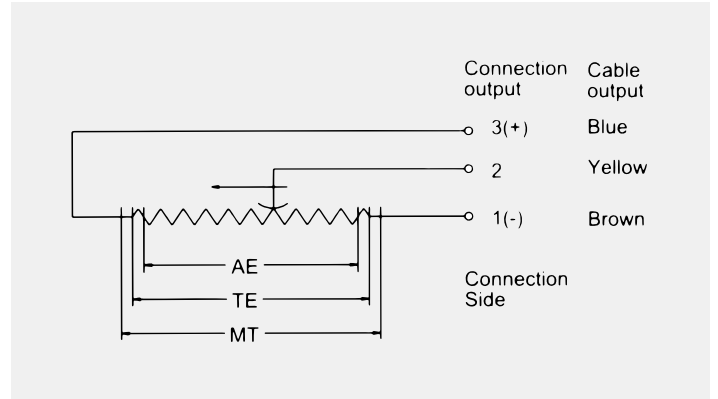 Connection output
Cable output
3(+) Blue
2 Yellow
1(-) Brown
AE
TE
MT
Connection Side